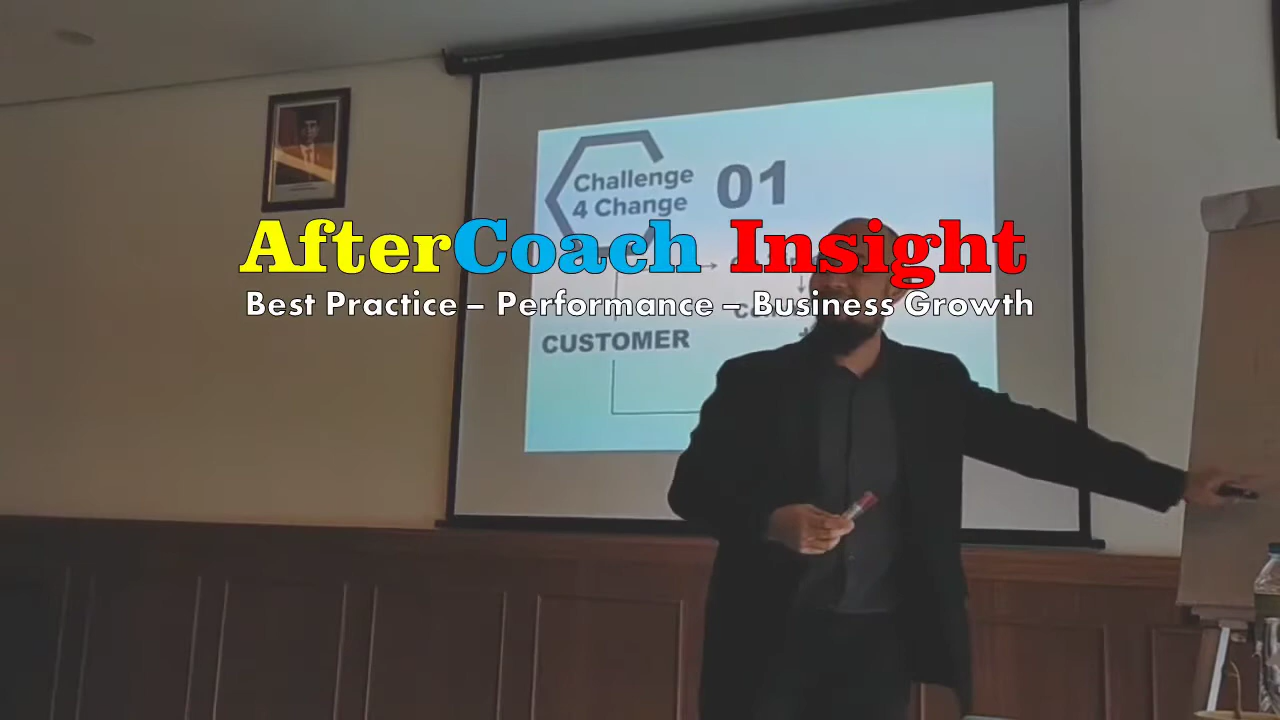 Challenge
4 Change
01
AfterCoach Insight
Best Practice – Performance – Business Growth
CUSTOMER